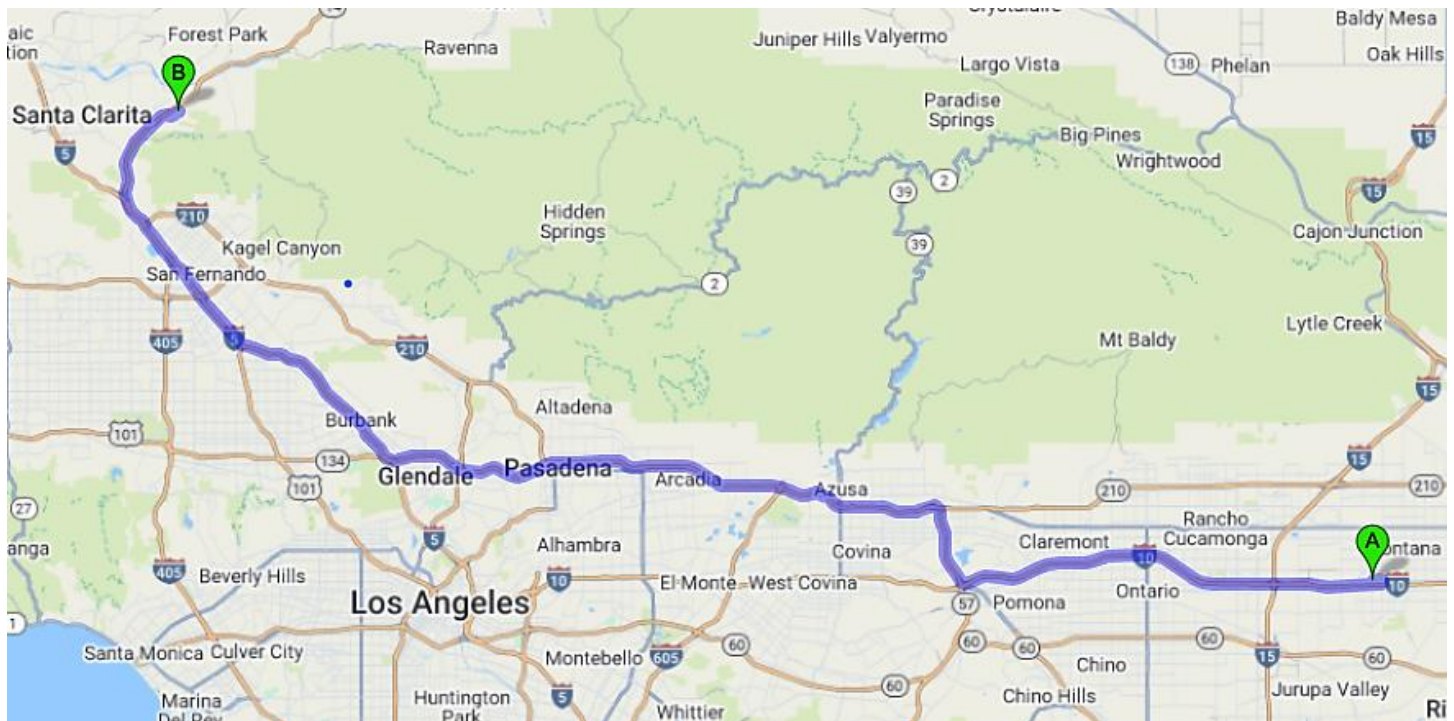 Forest Park
14
Ravenna
Juniper Hills
Valyermo
Baldy Mesa
Oak Hills
138
Phelan
Largo Vista
B
Santa Clarita
5
Paradise
Springs
Big Pines
Wrightwood
15
39
2
15
210
Hidden
Springs
Kagel Canyon
39
Cajon Junction
San Fernando
2
Lytle Creek
405
5
210
Mt Baldy
15
Altadena
Burbank
101
134
Glendale
Pasadena
Arcadia
15
101
Azusa
210
210
27
5
Rancho
Cucamonga
A
Alhambra
Covina
Claremont
10
405
Beverly Hills
10
El Monte
West Covina
10
Los Angeles
57
Pomona
Ontario
1
60
60
60
Santa Monica
Culver City
Montebello
605
15
60
Chino
60
Marina
Del Rey
Huntington
Park
5
Whittier
Chino Hills
Jurupa Valley